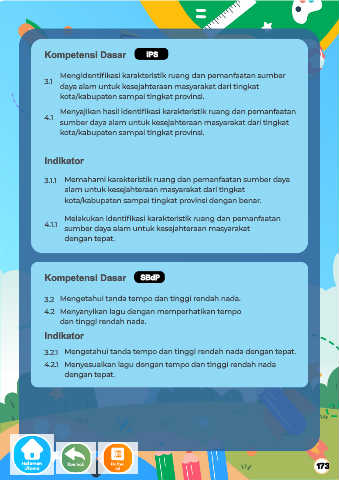 Kompetensi Dasar IPS
3.1 Mengidentifikasi karakteristik ruang dan pemanfaatan sumber
daya alam untuk kesejahteraan masyarakat dari tingkat
kota/kabupaten sampai tingkat provinsi.
4.1 Menyajikan hasil identifikasi karakteristik ruang dan pemanfaatan
sumber daya alam untuk kesejahteraan masyarakat dari tingkat
kota/kabupaten sampai tingkat provinsi.
Indikator
3.1.1 Memahami karakteristik ruang dan pemanfaatan sumber daya
alam untuk kesejahteraan masyarakat dari tingkat
kota/kabupaten sampai tingkat provinsi dengan benar.
4.1.1 Melakukan identifikasi karakteristik ruang dan pemanfaatan
sumber daya alam untuk kesejahteraan masyarakat
dengan tepat.
Kompetensi Dasar SBdP
3.2 Mengetahui tanda tempo dan tinggi rendah nada.
4.2 Menyanyikan lagu dengan memperhatikan tempo
dan tinggi rendah nada.
Indikator
3.2.1 Mengetahui tanda tempo dan tinggi rendah nada dengan tepat.
4.2.1 Menyesuaikan lagu dengan tempo dan tinggi rendah nada
dengan tepat.
Halaman
Utama
173